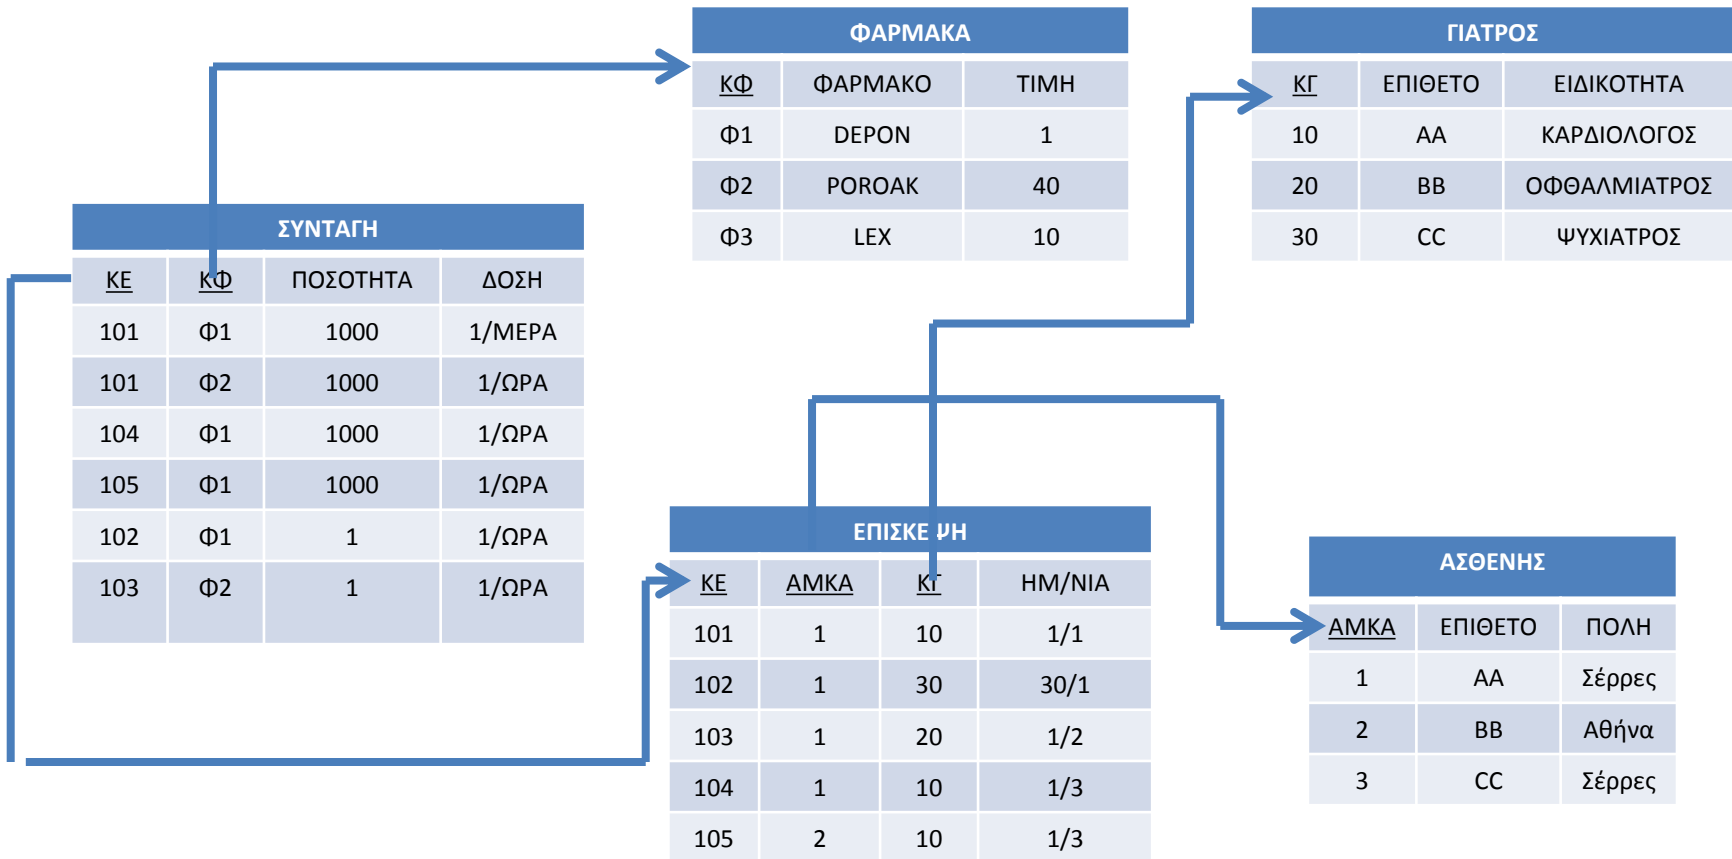 ΦΑΡΜΑΚΑ
ΚΦ ΦΑΡΜΑΚΟ ΤΙΜΗ
Φ1 DEPON 1
Φ2 POROAK 40
Φ3 LEX 10
ΓΙΑΤΡΟΣ
ΚΓ ΕΠΙΘΕΤΟ ΕΙΔΙΚΟΤΗΤΑ
10 ΑΑ ΚΑΡΔΙΟΛΟΓΟΣ
20 ΒΒ ΟΦΘΑΛΜΙΑΤΡΟΣ
30 CC ΨΥΧΙΑΤΡΟΣ
ΣΥΝΤΑΓΗ
ΚΕ ΚΦ ΠΟΣΟΤΗΤΑ ΔΟΣΗ
101 Φ1 1000 1/ΜΕΡΑ
101 Φ2 1000 1/ΩΡΑ
104 Φ1 1000 1/ΩΡΑ
105 Φ1 1000 1/ΩΡΑ
102 Φ1 1 1/ΩΡΑ
103 Φ2 1 1/ΩΡΑ
ΕΠΙΣΚΕΨΗ
ΚΕ ΑΜΚΑ ΚΓ ΗΜ/ΝΙΑ
101 1 10 1/1
102 1 30 30/1
103 1 20 1/2
104 1 10 1/3
105 2 10 1/3
ΑΣΘΕΝΗΣ
ΑΜΚΑ ΕΠΙΘΕΤΟ ΠΟΛΗ
1 ΑΑ Σέρρες
2 ΒΒ Αθήνα
3 CC Σέρρες